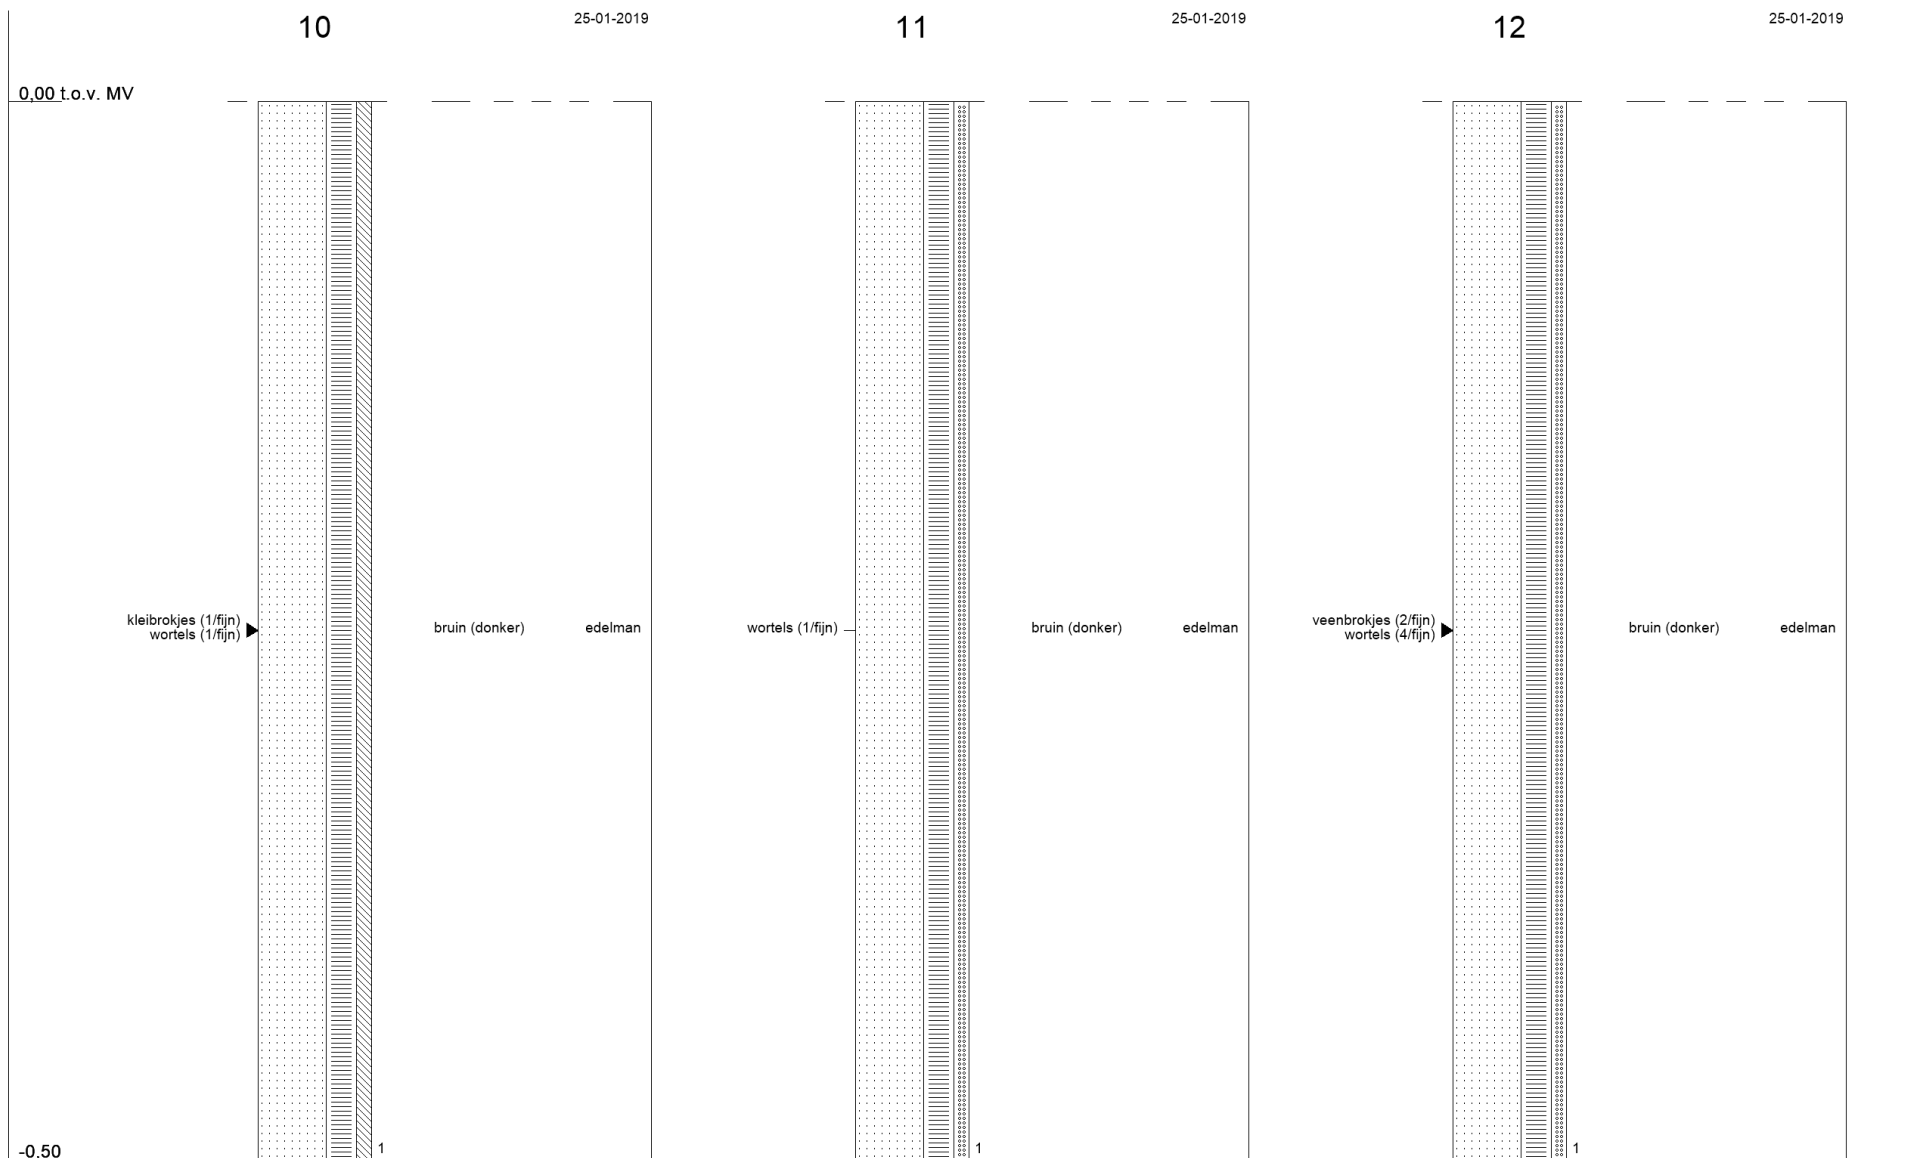 10
25-01-2019
11
25-01-2019
12
25-01-2019
0,00 t.o.v. MV
kleibrokjes (1/fijn)
wortels (1/fijn)
bruin (donker)
edelman
wortels (1/fijn)
bruin (donker)
edelman
veenbrokjes (2/fijn)
wortels (4/fijn)
bruin (donker)
edelman
-0,50
1
1
1